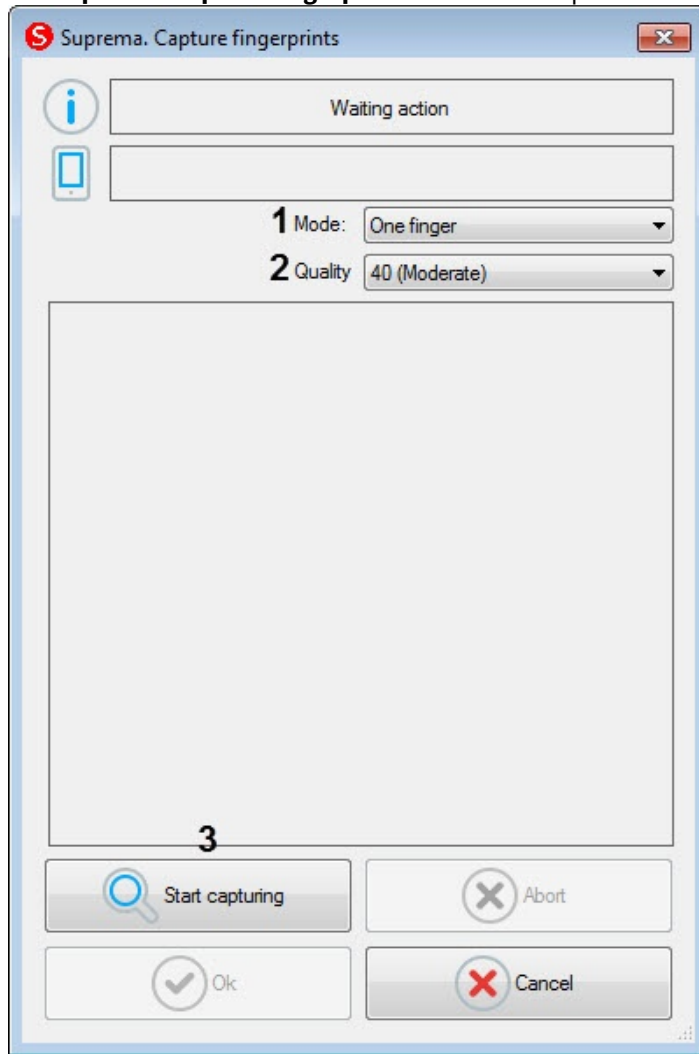 Suprema. Capture fingerprints
Waiting action
1 Mode: One finger
2 Quality 40 (Moderate)
3
Start capturing Abort
Ok Cancel